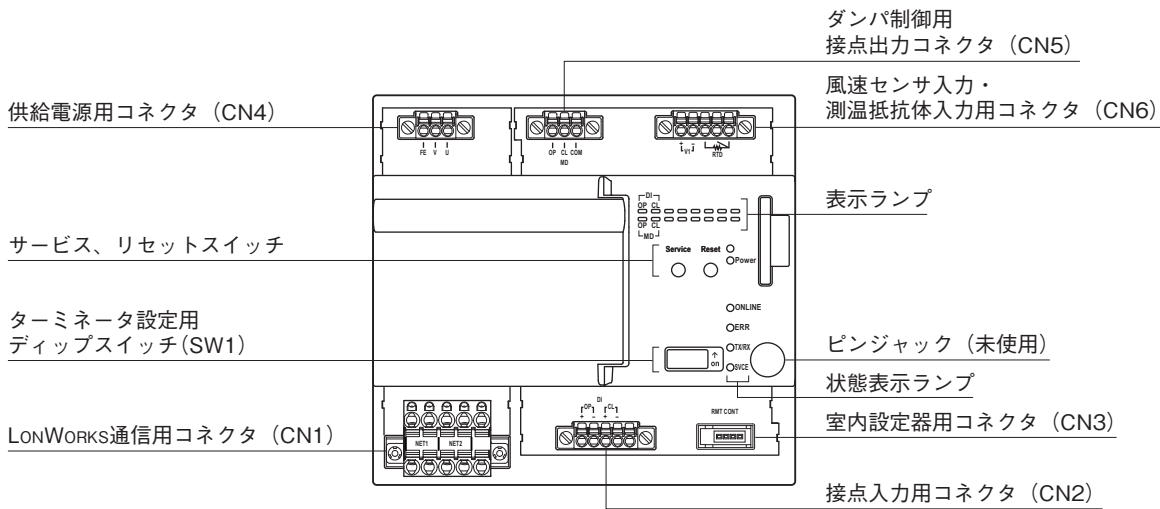 ダンパ制御用
接点出力コネクタ（CN5）
風速センサ入力・
測温抵抗体入力用コネクタ（CN6）
供給電源用コネクタ（CN4）
FE V U
OP CL COM
MD
+ −
V1
RTD
表示ランプ
DI
OP CL
OP CL
MD
サービス、リセットスイッチ
Service Reset
Power
ターミネータ設定用
ディップスイッチ(SW1)
ONLINE
ERR
TX/RX
SVCE
↑
on
ピンジャック（未使用）
状態表示ランプ
DI
OP CL
+ − + −
RMT CONT
室内設定器用コネクタ（CN3）
LONWORKS通信用コネクタ（CN1）
NET1 NET2
接点入力用コネクタ（CN2）